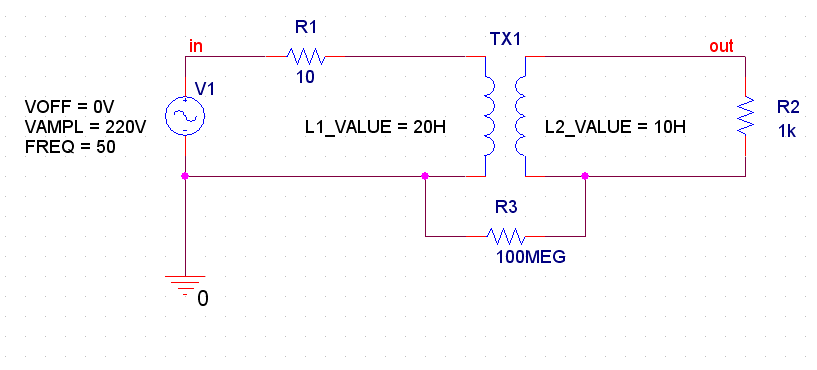 R1
in
10
TX1
out
V1
VOFF = 0V
VAMPL = 220V
FREQ = 50
L1_VALUE = 20H
L2_VALUE = 10H
R2
1k
R3
100MEG
0